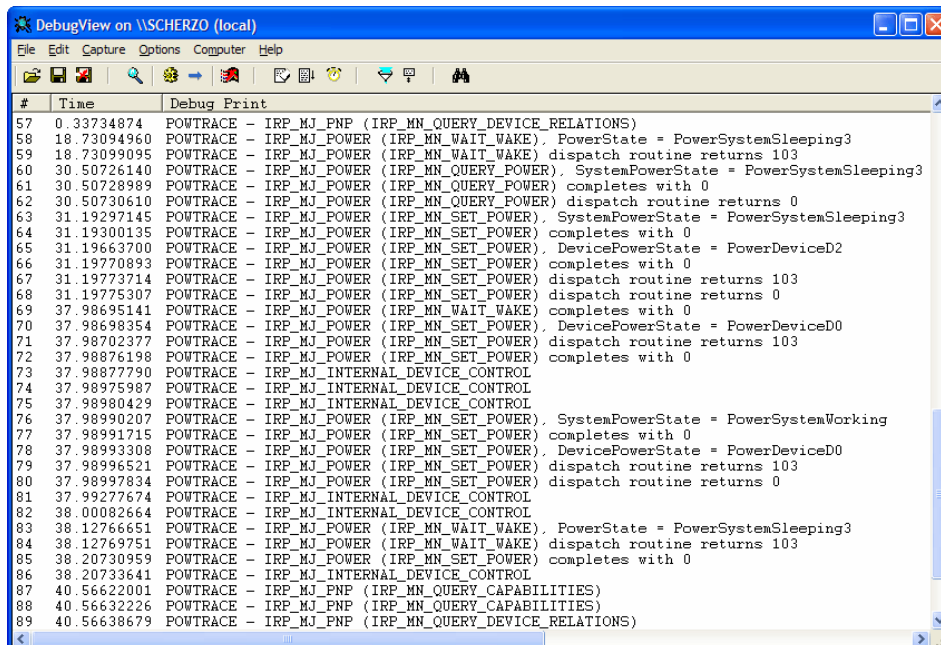 DebugView on \\SCHERZO (local)
File Edit Capture Options Computer Help
# Time Debug Print
57 0.33734874 POWTRACE - IRP_MJ_PNP (IRP_MN_QUERY_DEVICE_RELATIONS)
58 18.73094960 POWTRACE - IRP_MJ_POWER (IRP_MN_WAIT_WAKE), PowerState = PowerSystemSleeping3
59 18.73099095 POWTRACE - IRP_MJ_POWER (IRP_MN_WAIT_WAKE) dispatch routine returns 103
60 30.50726140 POWTRACE - IRP_MJ_POWER (IRP_MN_QUERY_POWER), SystemPowerState = PowerSystemSleeping3
61 30.50728989 POWTRACE - IRP_MJ_POWER (IRP_MN_QUERY_POWER) completes with 0
62 30.50730610 POWTRACE - IRP_MJ_POWER (IRP_MN_QUERY_POWER) dispatch routine returns 0
63 31.19297145 POWTRACE - IRP_MJ_POWER (IRP_MN_SET_POWER), SystemPowerState = PowerSystemSleeping3
64 31.19300135 POWTRACE - IRP_MJ_POWER (IRP_MN_SET_POWER) completes with 0
65 31.19663700 POWTRACE - IRP_MJ_POWER (IRP_MN_SET_POWER), DevicePowerState = PowerDeviceD2
66 31.19770893 POWTRACE - IRP_MJ_POWER (IRP_MN_SET_POWER) completes with 0
67 31.19773714 POWTRACE - IRP_MJ_POWER (IRP_MN_SET_POWER) dispatch routine returns 103
68 31.19775307 POWTRACE - IRP_MJ_POWER (IRP_MN_SET_POWER) dispatch routine returns 0
69 37.98695141 POWTRACE - IRP_MJ_POWER (IRP_MN_WAIT_WAKE) completes with 0
70 37.98698354 POWTRACE - IRP_MJ_POWER (IRP_MN_SET_POWER), DevicePowerState = PowerDeviceD0
71 37.98702377 POWTRACE - IRP_MJ_POWER (IRP_MN_SET_POWER) dispatch routine returns 103
72 37.98876198 POWTRACE - IRP_MJ_POWER (IRP_MN_SET_POWER) completes with 0
73 37.98877790 POWTRACE - IRP_MJ_INTERNAL_DEVICE_CONTROL
74 37.98975987 POWTRACE - IRP_MJ_INTERNAL_DEVICE_CONTROL
75 37.98980429 POWTRACE - IRP_MJ_INTERNAL_DEVICE_CONTROL
76 37.98990207 POWTRACE - IRP_MJ_POWER (IRP_MN_SET_POWER), SystemPowerState = PowerSystemWorking
77 37.98991715 POWTRACE - IRP_MJ_POWER (IRP_MN_SET_POWER) completes with 0
78 37.98993308 POWTRACE - IRP_MJ_POWER (IRP_MN_SET_POWER), DevicePowerState = PowerDeviceD0
79 37.98996521 POWTRACE - IRP_MJ_POWER (IRP_MN_SET_POWER) dispatch routine returns 103
80 37.98997834 POWTRACE - IRP_MJ_POWER (IRP_MN_SET_POWER) dispatch routine returns 0
81 37.99277674 POWTRACE - IRP_MJ_INTERNAL_DEVICE_CONTROL
82 38.00082664 POWTRACE - IRP_MJ_INTERNAL_DEVICE_CONTROL
83 38.12766651 POWTRACE - IRP_MJ_POWER (IRP_MN_WAIT_WAKE), PowerState = PowerSystemSleeping3
84 38.12769751 POWTRACE - IRP_MJ_POWER (IRP_MN_WAIT_WAKE) dispatch routine returns 103
85 38.20730959 POWTRACE - IRP_MJ_POWER (IRP_MN_SET_POWER) completes with 0
86 38.20733641 POWTRACE - IRP_MJ_INTERNAL_DEVICE_CONTROL
87 40.56622001 POWTRACE - IRP_MJ_PNP (IRP_MN_QUERY_CAPABILITIES)
88 40.56632226 POWTRACE - IRP_MJ_PNP (IRP_MN_QUERY_CAPABILITIES)
89 40.56638679 POWTRACE - IRP_MJ_PNP (IRP_MN_QUERY_DEVICE_RELATIONS)